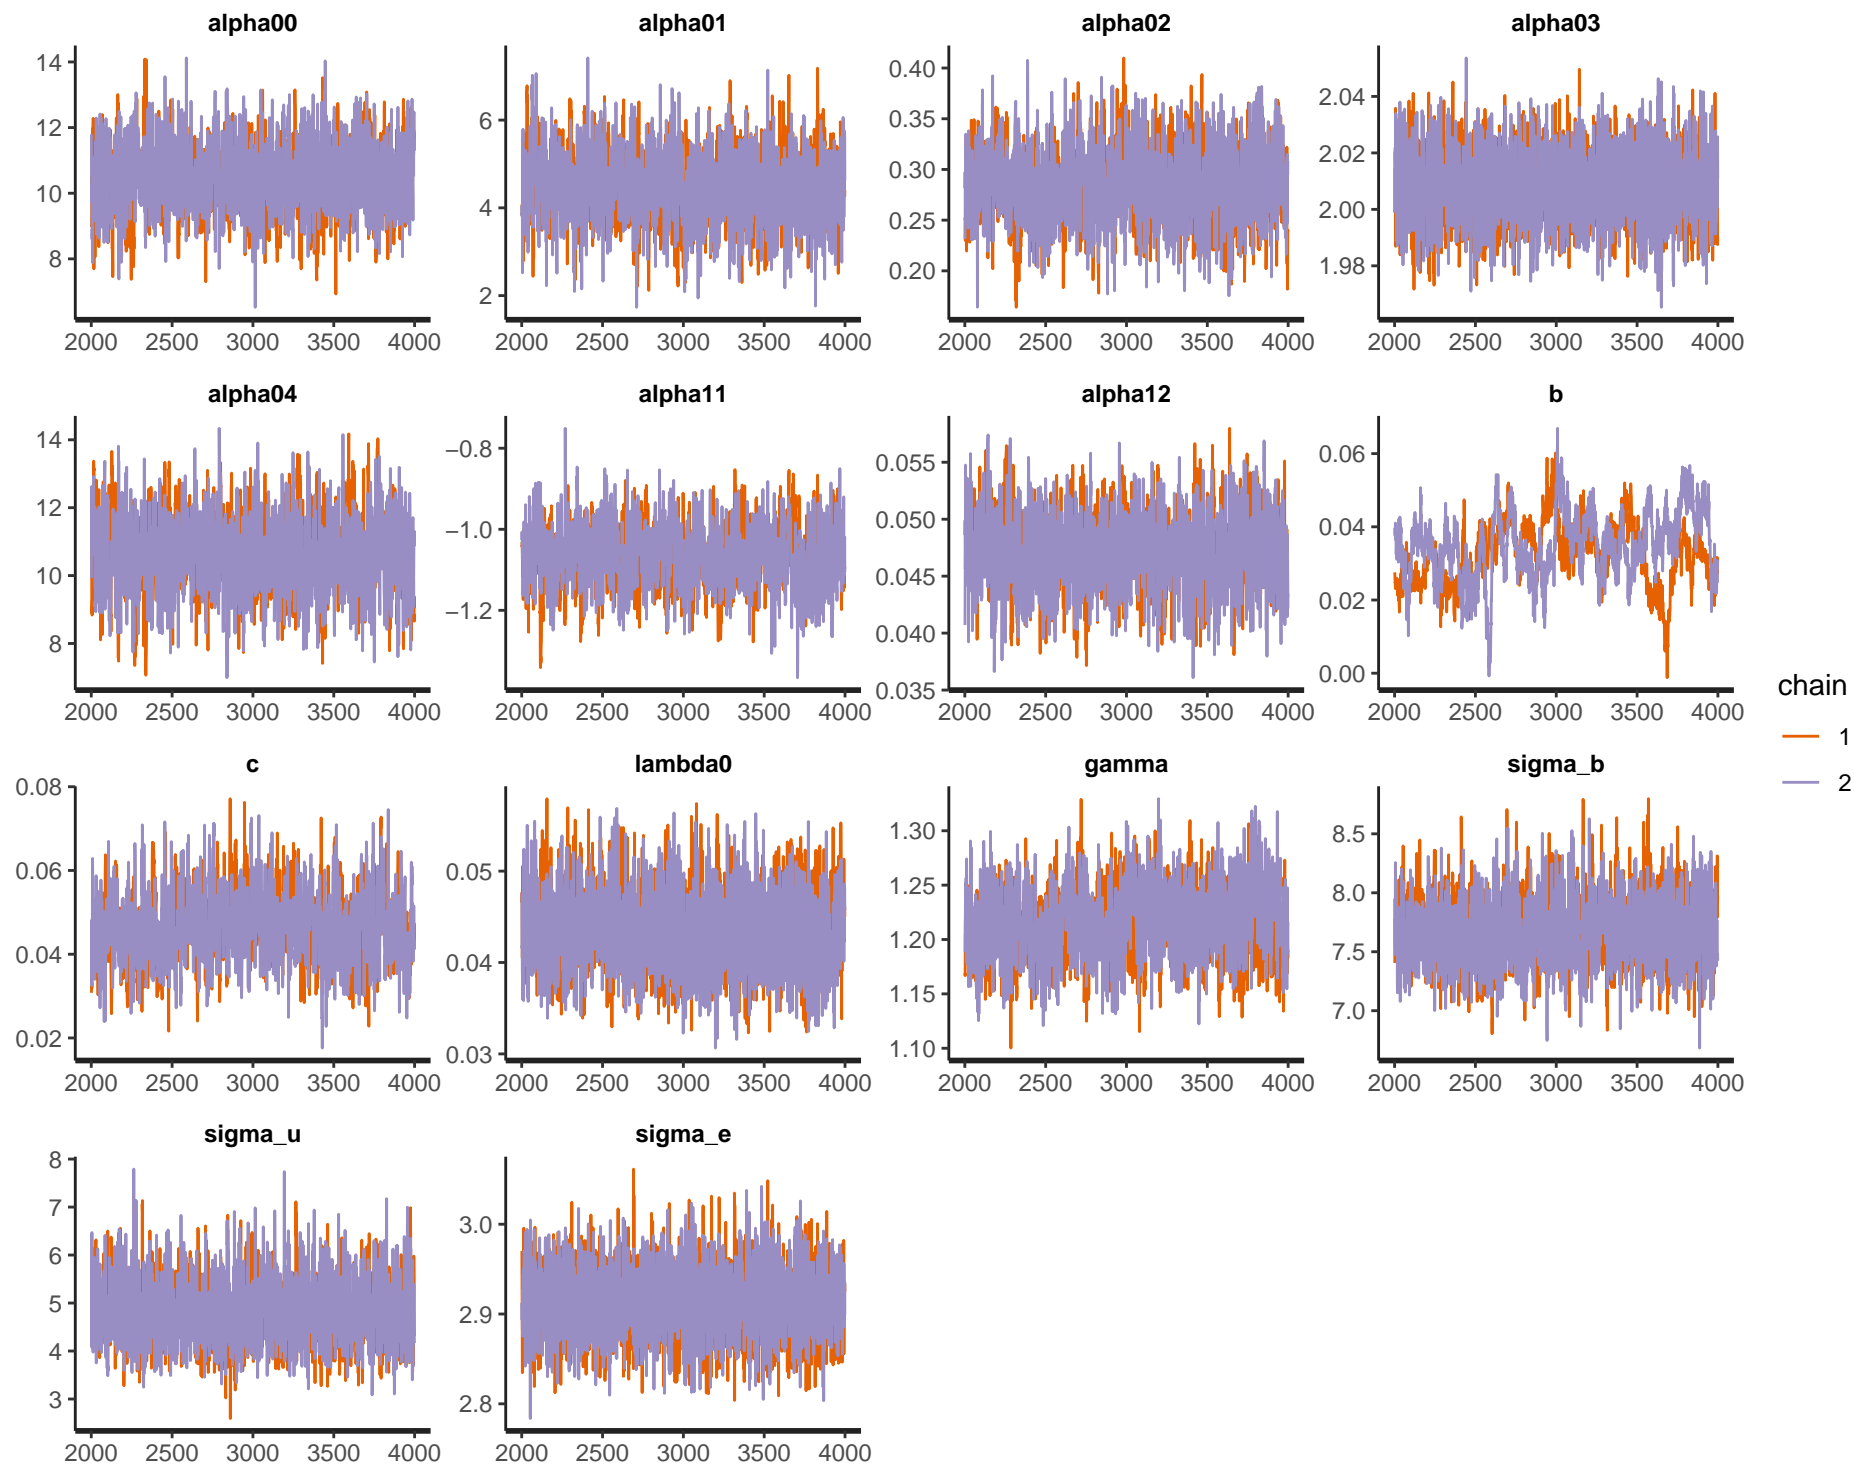 alpha00 alpha01 alpha02 alpha03
14 12 10 8
6 4 2
0.40 0.35 0.30 0.25 0.20
2.04 2.02 2.00 1.98
2000 2500 3000 3500 4000 2000 2500 3000 3500 4000 2000 2500 3000 3500 4000 2000 2500 3000 3500 4000
alpha04 alpha11 alpha12 b
14 12 10 8
−0.8 −1.0 −1.2
0.055 0.050 0.045 0.040 0.035
0.06 0.04 0.02 0.00
2000 2500 3000 3500 4000 2000 2500 3000 3500 4000 2000 2500 3000 3500 4000 2000 2500 3000 3500 4000
c lambda0 gamma sigma_b
0.08 0.06 0.04 0.02
0.05 0.04 0.03
1.30 1.25 1.20 1.15 1.10
8.5 8.0 7.5 7.0
2000 2500 3000 3500 4000 2000 2500 3000 3500 4000 2000 2500 3000 3500 4000 2000 2500 3000 3500 4000
sigma_u sigma_e
8 7 6 5 4 3
3.0 2.9 2.8
2000 2500 3000 3500 4000 2000 2500 3000 3500 4000
chain
1
2